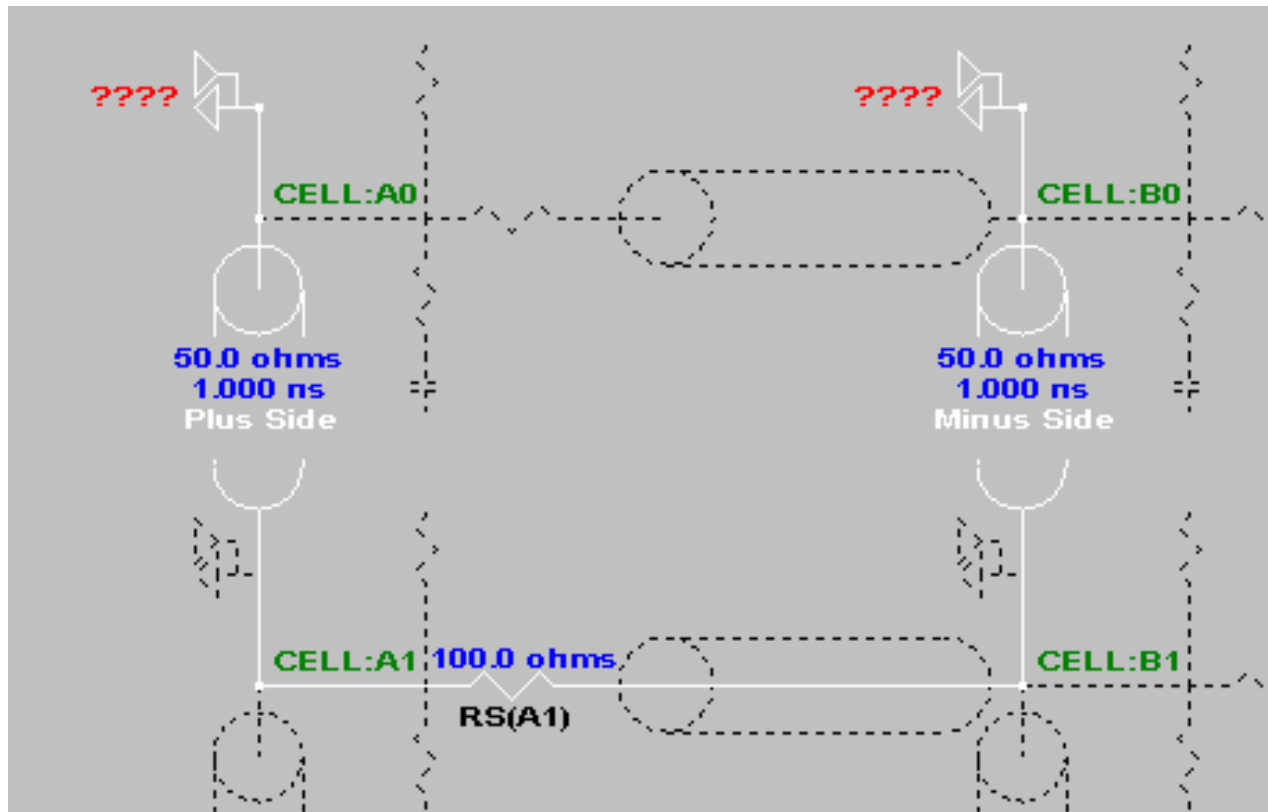 ???? ????
CELL:A0 CELL:B0
50.0 ohms 50.0 ohms
1.000 ns 1.000 ns
Plus Side Minus Side
CELL:A1 100.0 ohms CELL:B1
RS(A1)